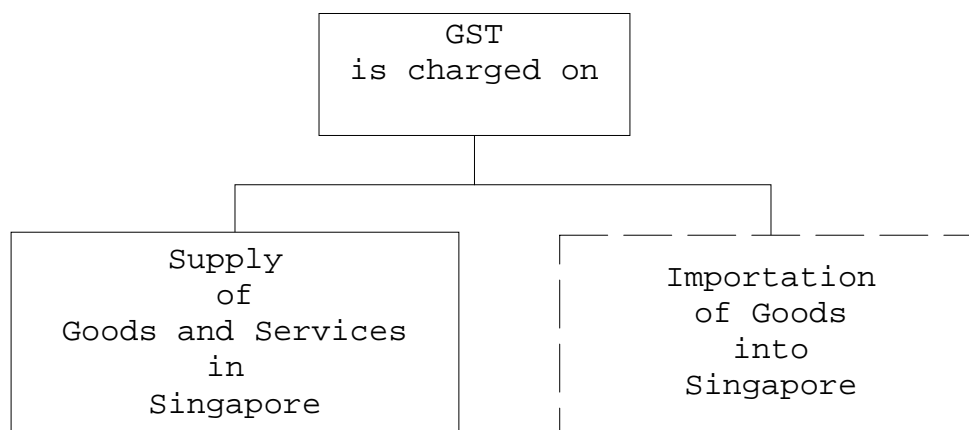 GST
is charged on
Supply
of
Goods and Services
in
Singapore
Importation
of Goods
into
Singapore